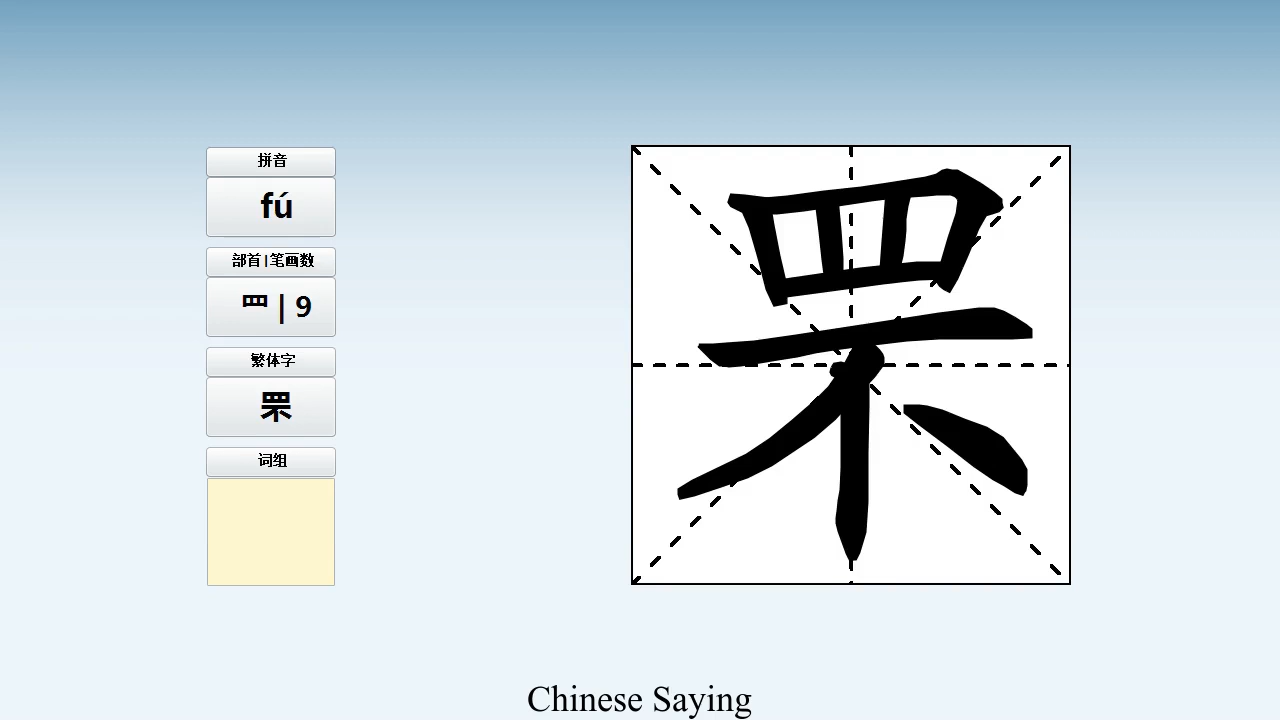 拼音
fú
部首|笔画数
罒 | 9
繁体字
罘
词组
罘
Chinese Saying